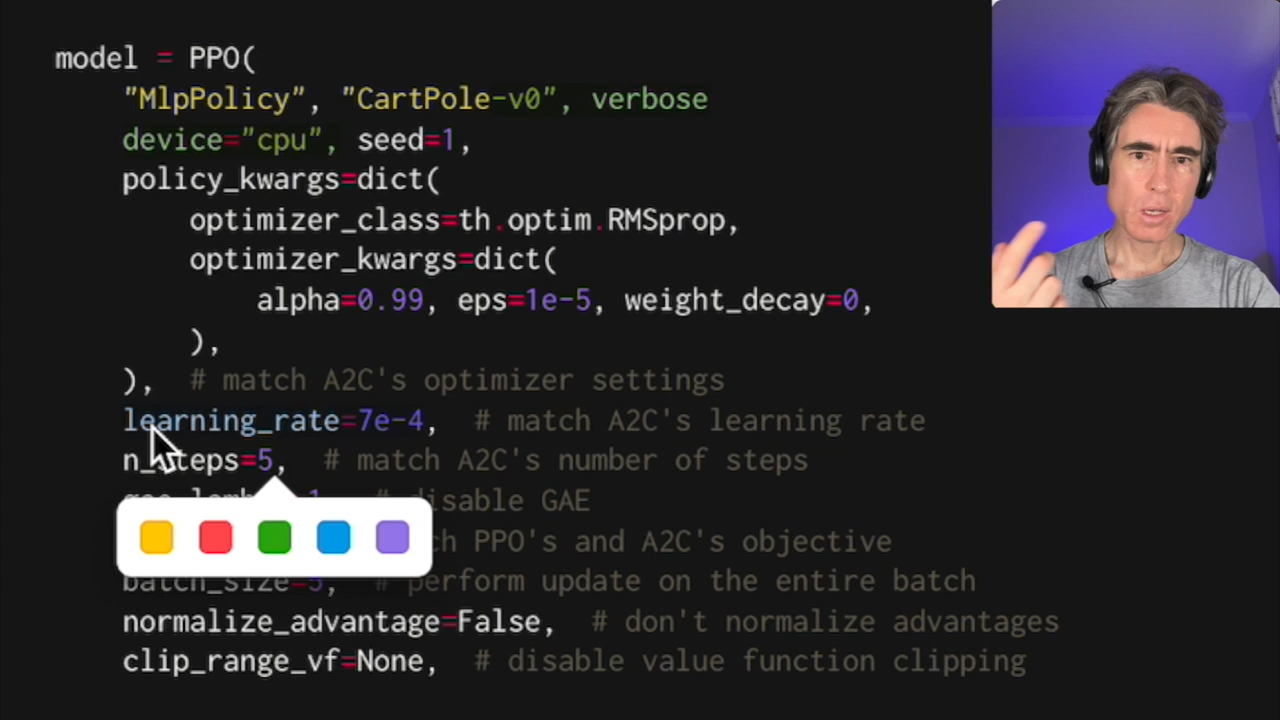 model = PPO(
"MlpPolicy", "CartPole-v0", verbose
device="cpu", seed=1,
policy_kwargs=dict(
optimizer_class=th.optim.RMSprop,
optimizer_kwargs=dict(
alpha=0.99, eps=1e-5, weight_decay=0,
),
), # match A2C's optimizer settings
learning_rate=7e-4, # match A2C's learning rate
n_steps=5, # match A2C's number of steps
# disable GAE
PPO's and A2C's objective
batch_size=5, # perform update on the entire batch
normalize_advantage=False, # don't normalize advantages
clip_range_vf=None, # disable value function clipping